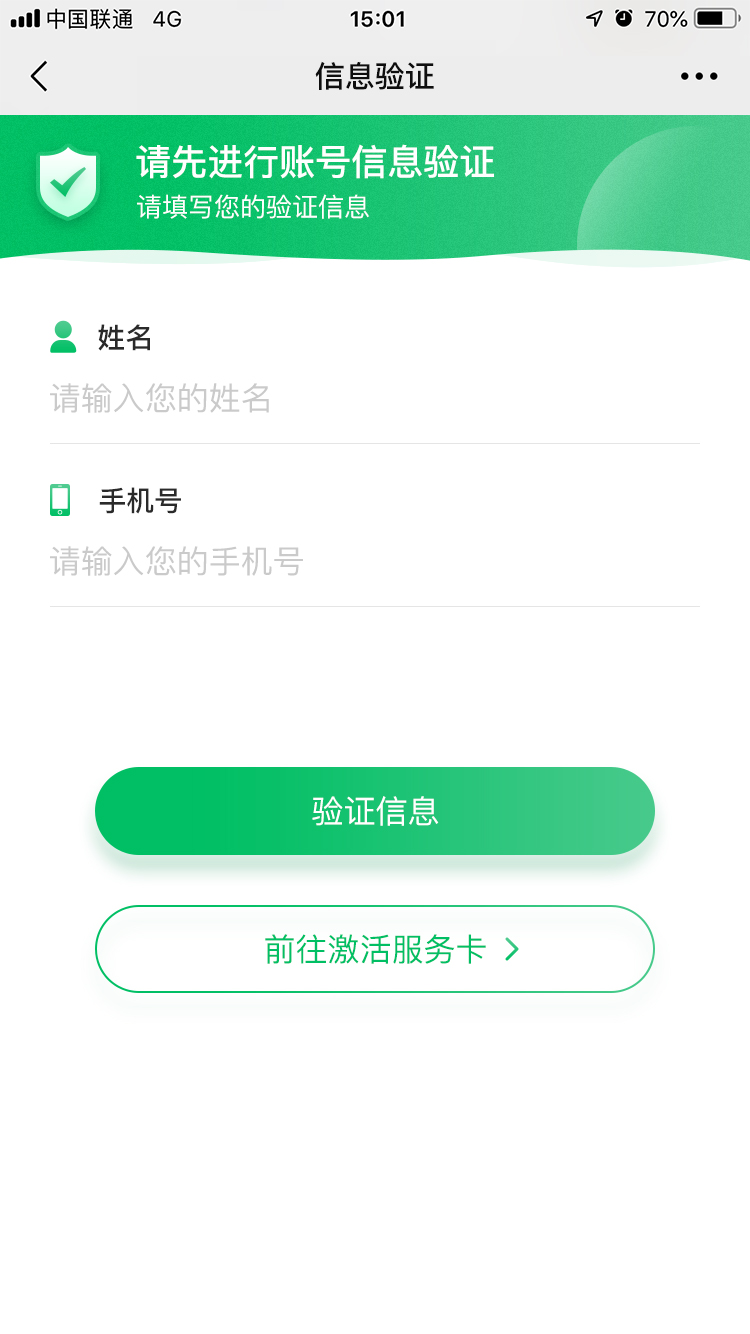 中国联通 4G 15:01 70%
信息验证
请先进行账号信息验证
请填写您的验证信息
姓名
请输入您的姓名
手机号
请输入您的手机号
验证信息
前往激活服务卡